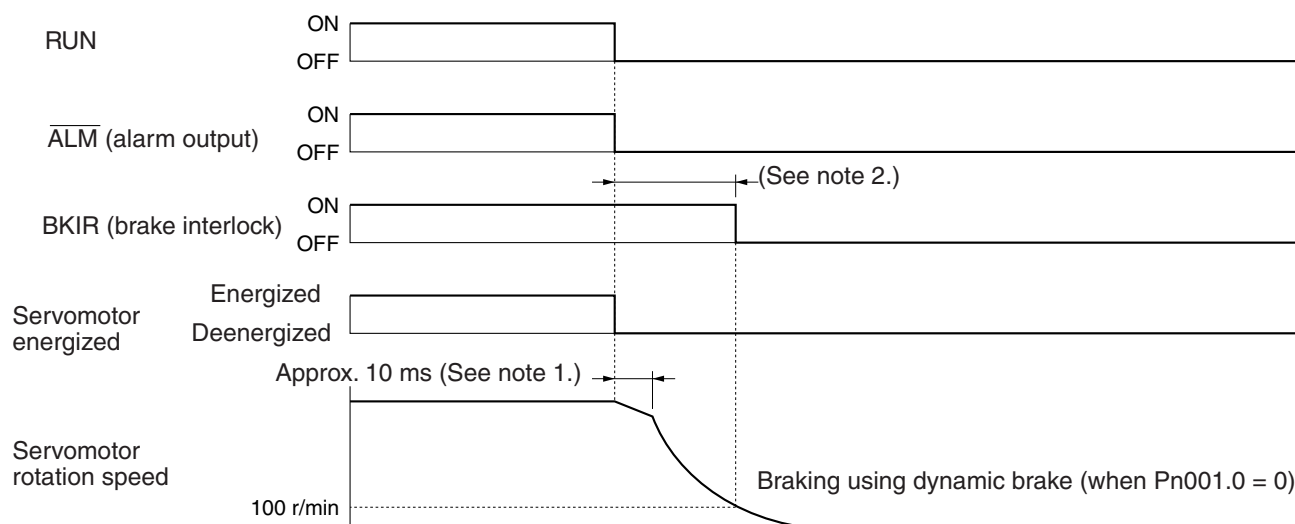 RUN
ON
OFF
ALM (alarm output)
ON
OFF
(See note 2.)
BKIR (brake interlock)
ON
OFF
Servomotor
energized
Energized
Deenergized
Approx. 10 ms (See note 1.)
Servomotor
rotation speed
Braking using dynamic brake (when Pn001.0 = 0)
100 r/min